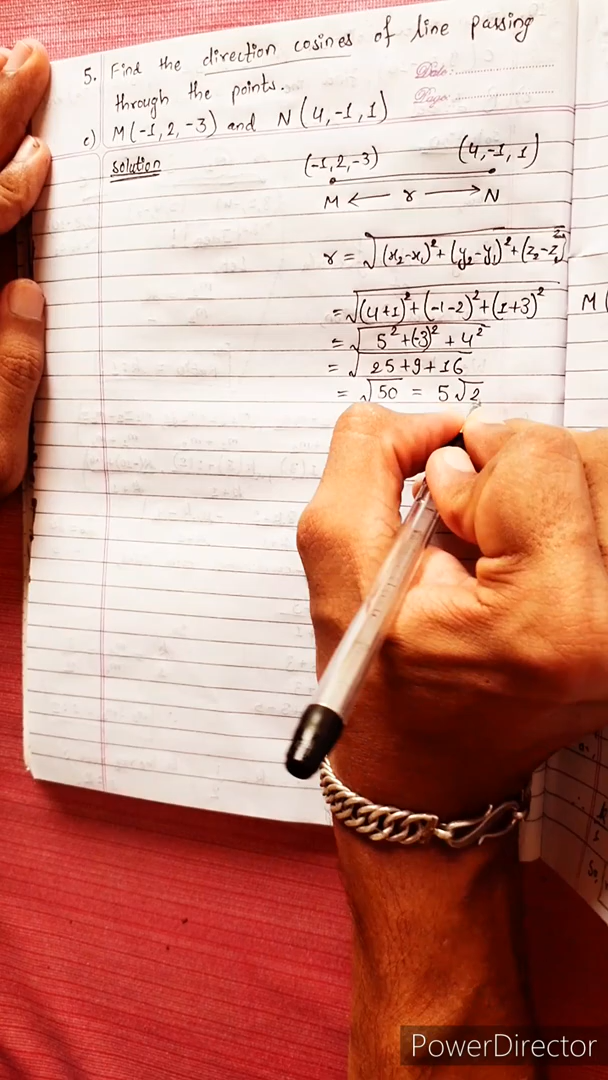 5. Find the direction cosines of line passing
Date:
through the points.
Page:
c) M(-1,2,-3) and N(4,-1,1)
solution
(-1,2,-3) (4,-1,1)
M ← r → N
r = √(x₂-x₁)²+(y₂-y₁)²+(z₂-z₁)²
= √(4+1)²+(-1-2)²+(1+3)²
M(
= √5²+(-3)²+4²
= √25+9+16
= √50 = 5√2
PowerDirector